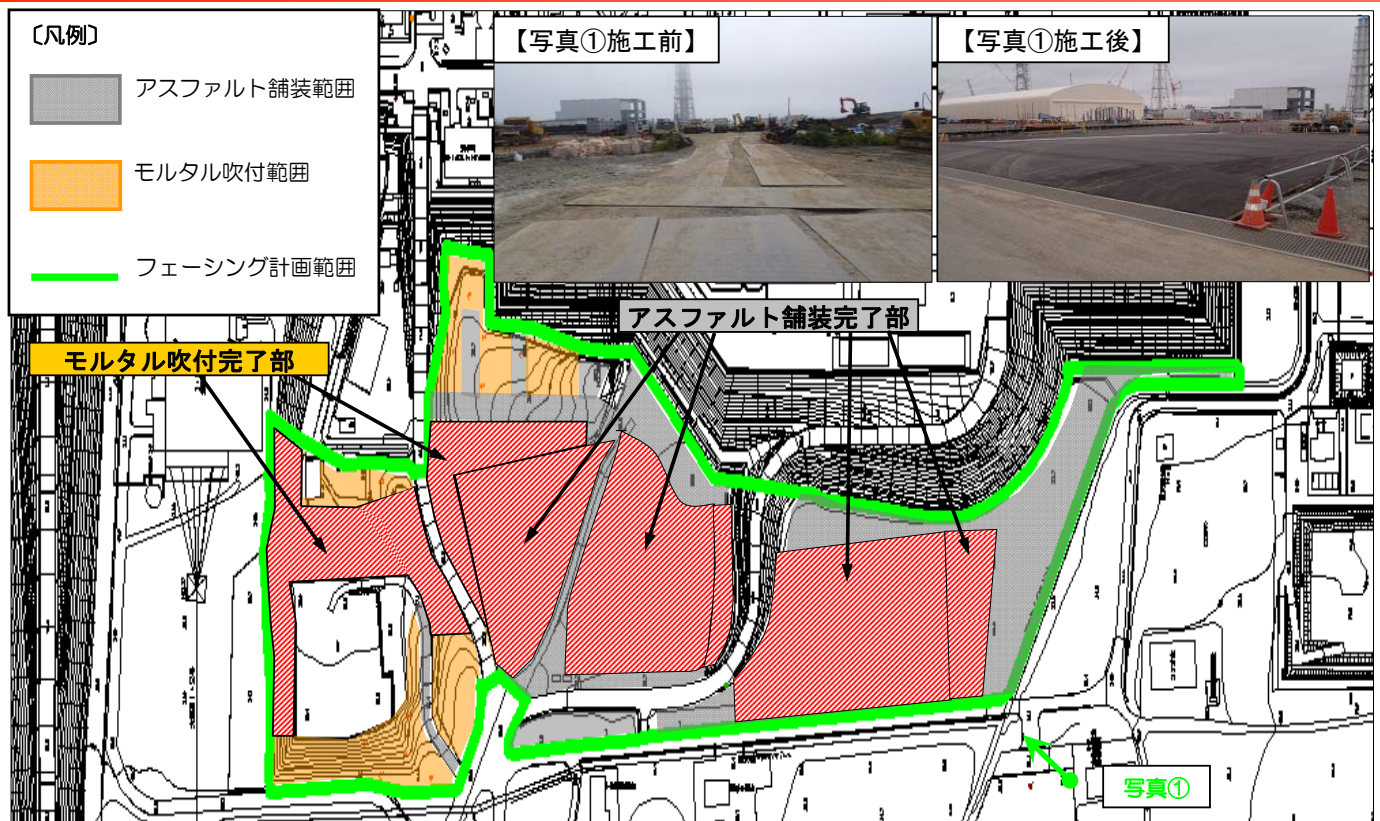 〔凡例〕
アスファルト舗装範囲
モルタル吹付範囲
フェーシング計画範囲
【写真①施工前】
【写真①施工後】
アスファルト舗装完了部
モルタル吹付完了部
写真①